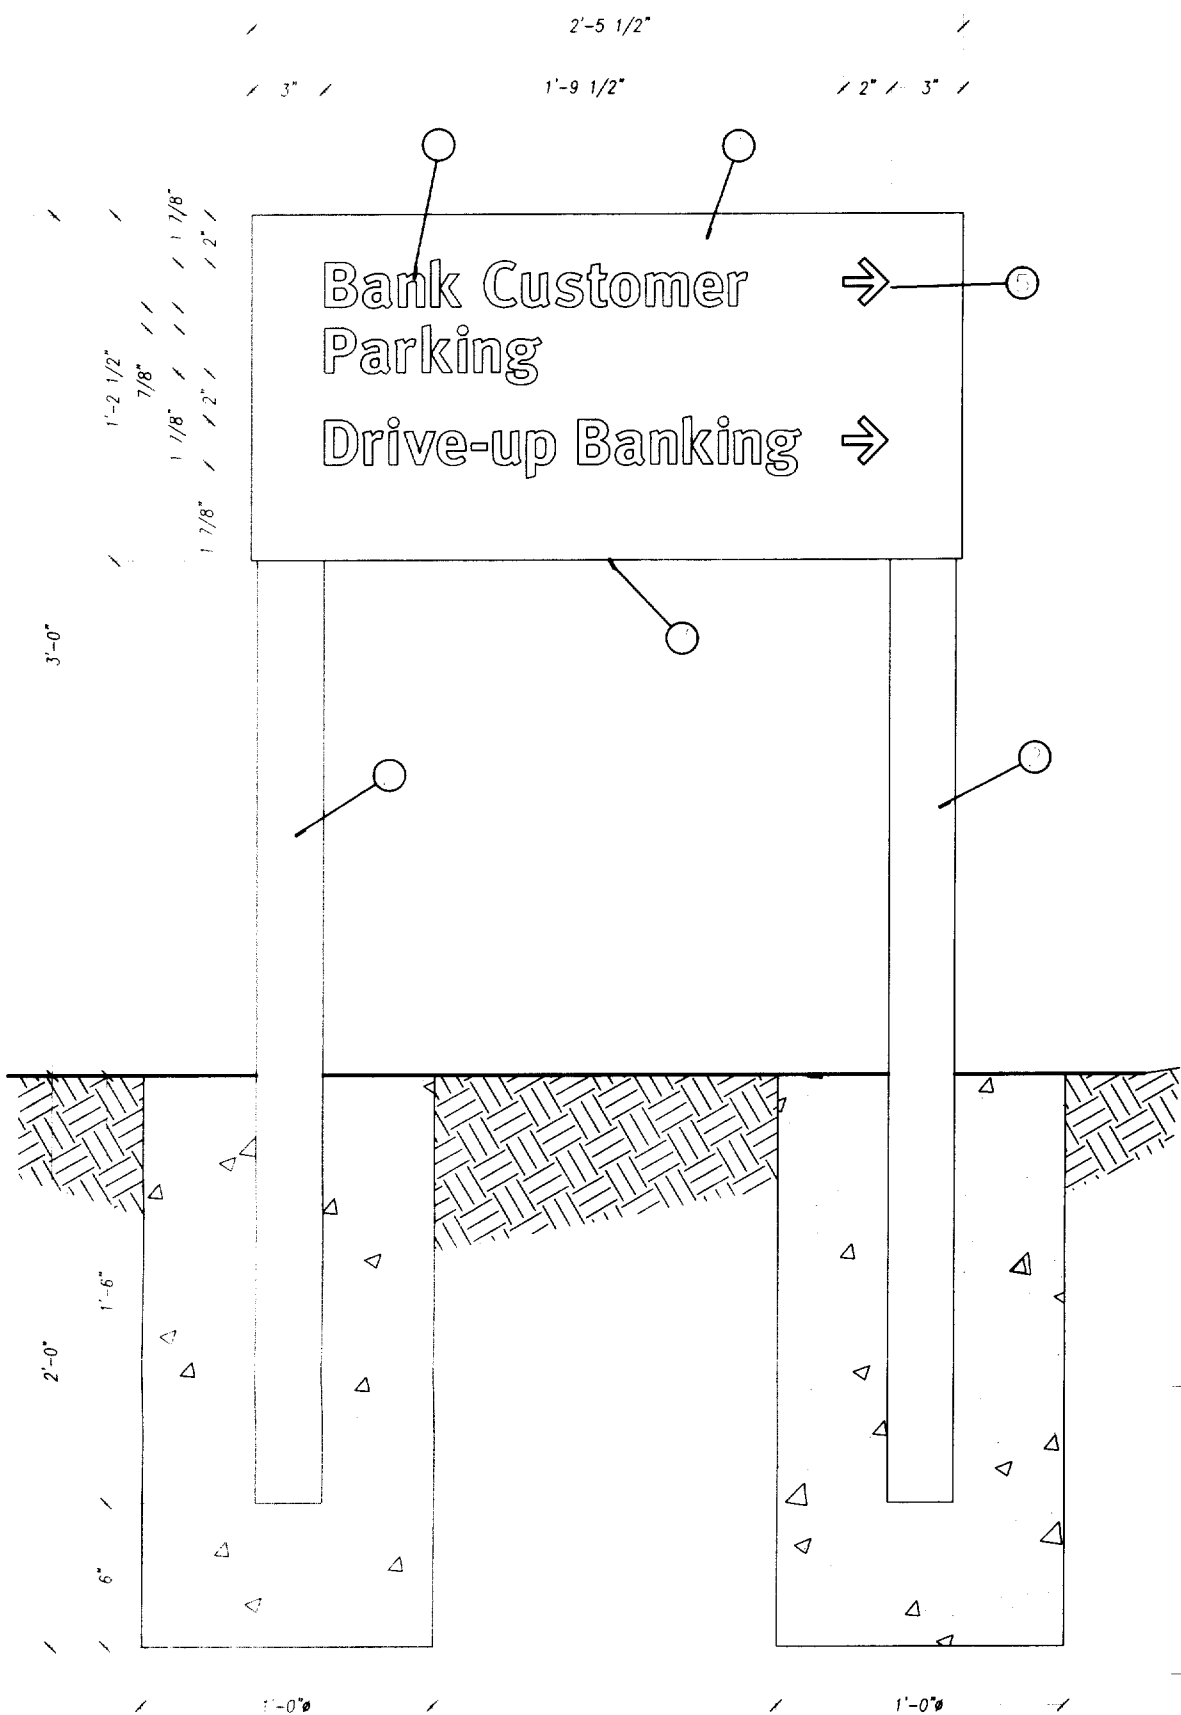 2'-5 1/2"
3" 1'-9 1/2" 2" 3"
1 7/8"
2"
Bank Customer
5
Parking
1'-2 1/2"
7/8"
1 7/8"
2"
Drive-up Banking
1 7/8"
3'-0"
1'-6"
2'-0"
6"
1'-0"ø 1'-0"ø